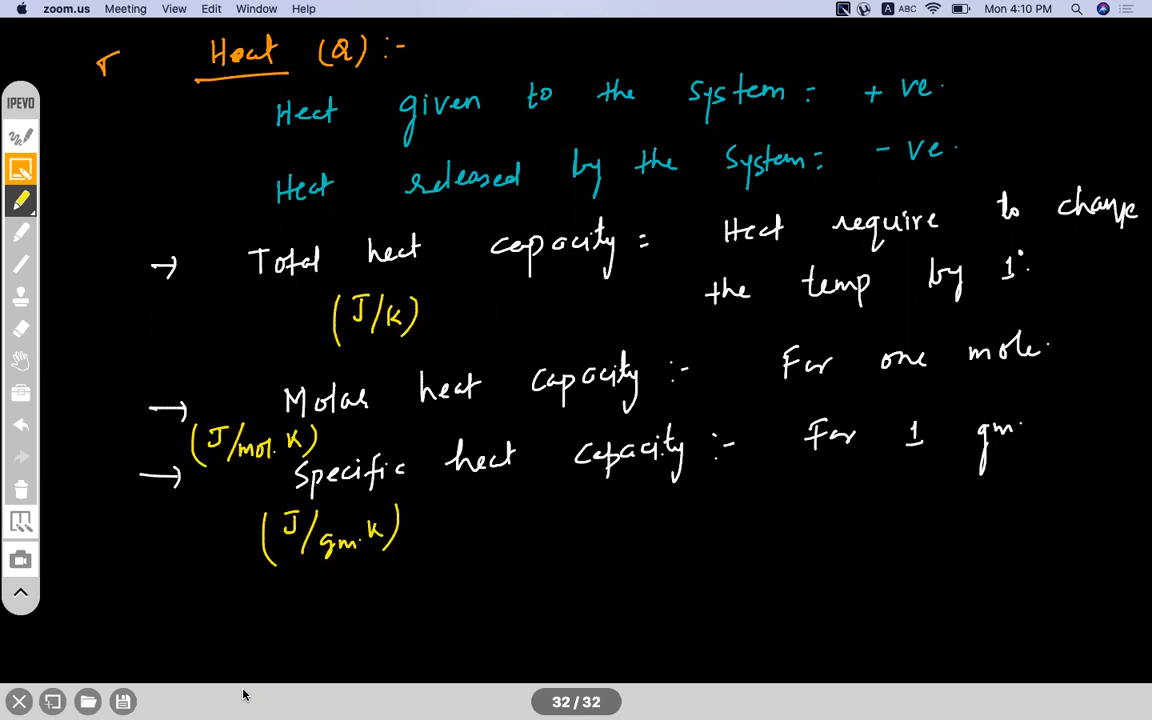 zoom.us Meeting View Edit Window Help ABC Mon 4:10 PM
IPEVO
Heat (Q) :-
Heat given to the system = +ve.
Heat released by the system = -ve.
→ Total heat capacity = Heat require to change
the temp by 1°.
(J/K)
→ Molar heat capacity :- For one mole.
(J/mol.K)
→ Specific heat capacity :- For 1 gm.
(J/gm.K)
32 / 32